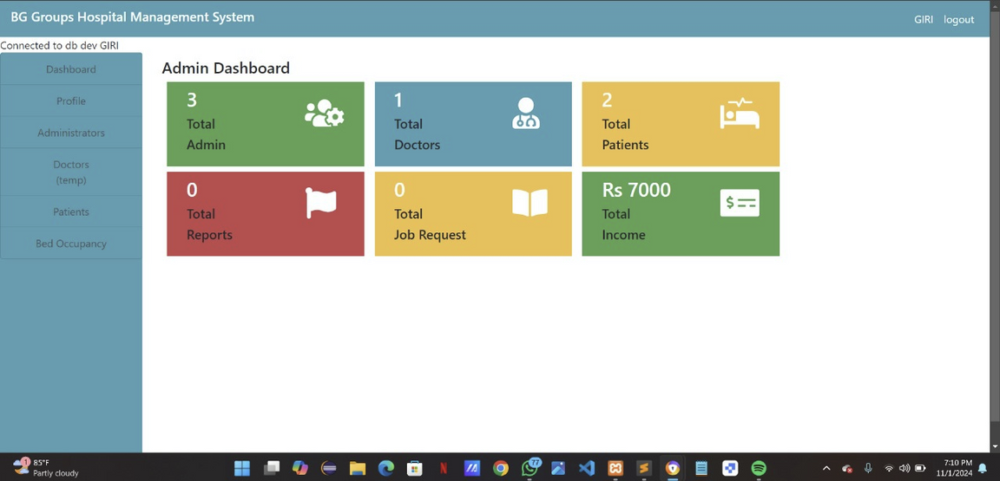 BG Groups Hospital Management System
GIRI logout
Connected to db dev GIRI
Dashboard
Profile
Administrators
Doctors
(temp)
Patients
Bed Occupancy
Admin Dashboard
3
Total
Admin
1
Total
Doctors
2
Total
Patients
0
Total
Reports
0
Total
Job Request
Rs 7000
Total
Income
1
85°F
Partly cloudy
7:10 PM
11/1/2024